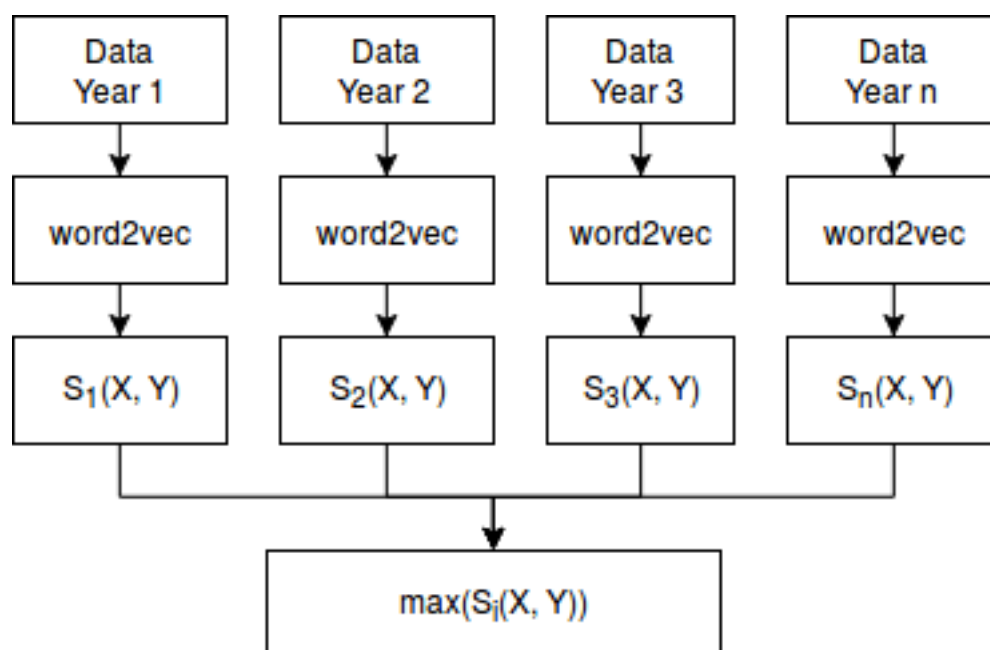 Data
Year 1
Data
Year 2
Data
Year 3
Data
Year n
word2vec
word2vec
word2vec
word2vec
S₁(X, Y)
S₂(X, Y)
S₃(X, Y)
Sₙ(X, Y)
max(Sᵢ(X, Y))